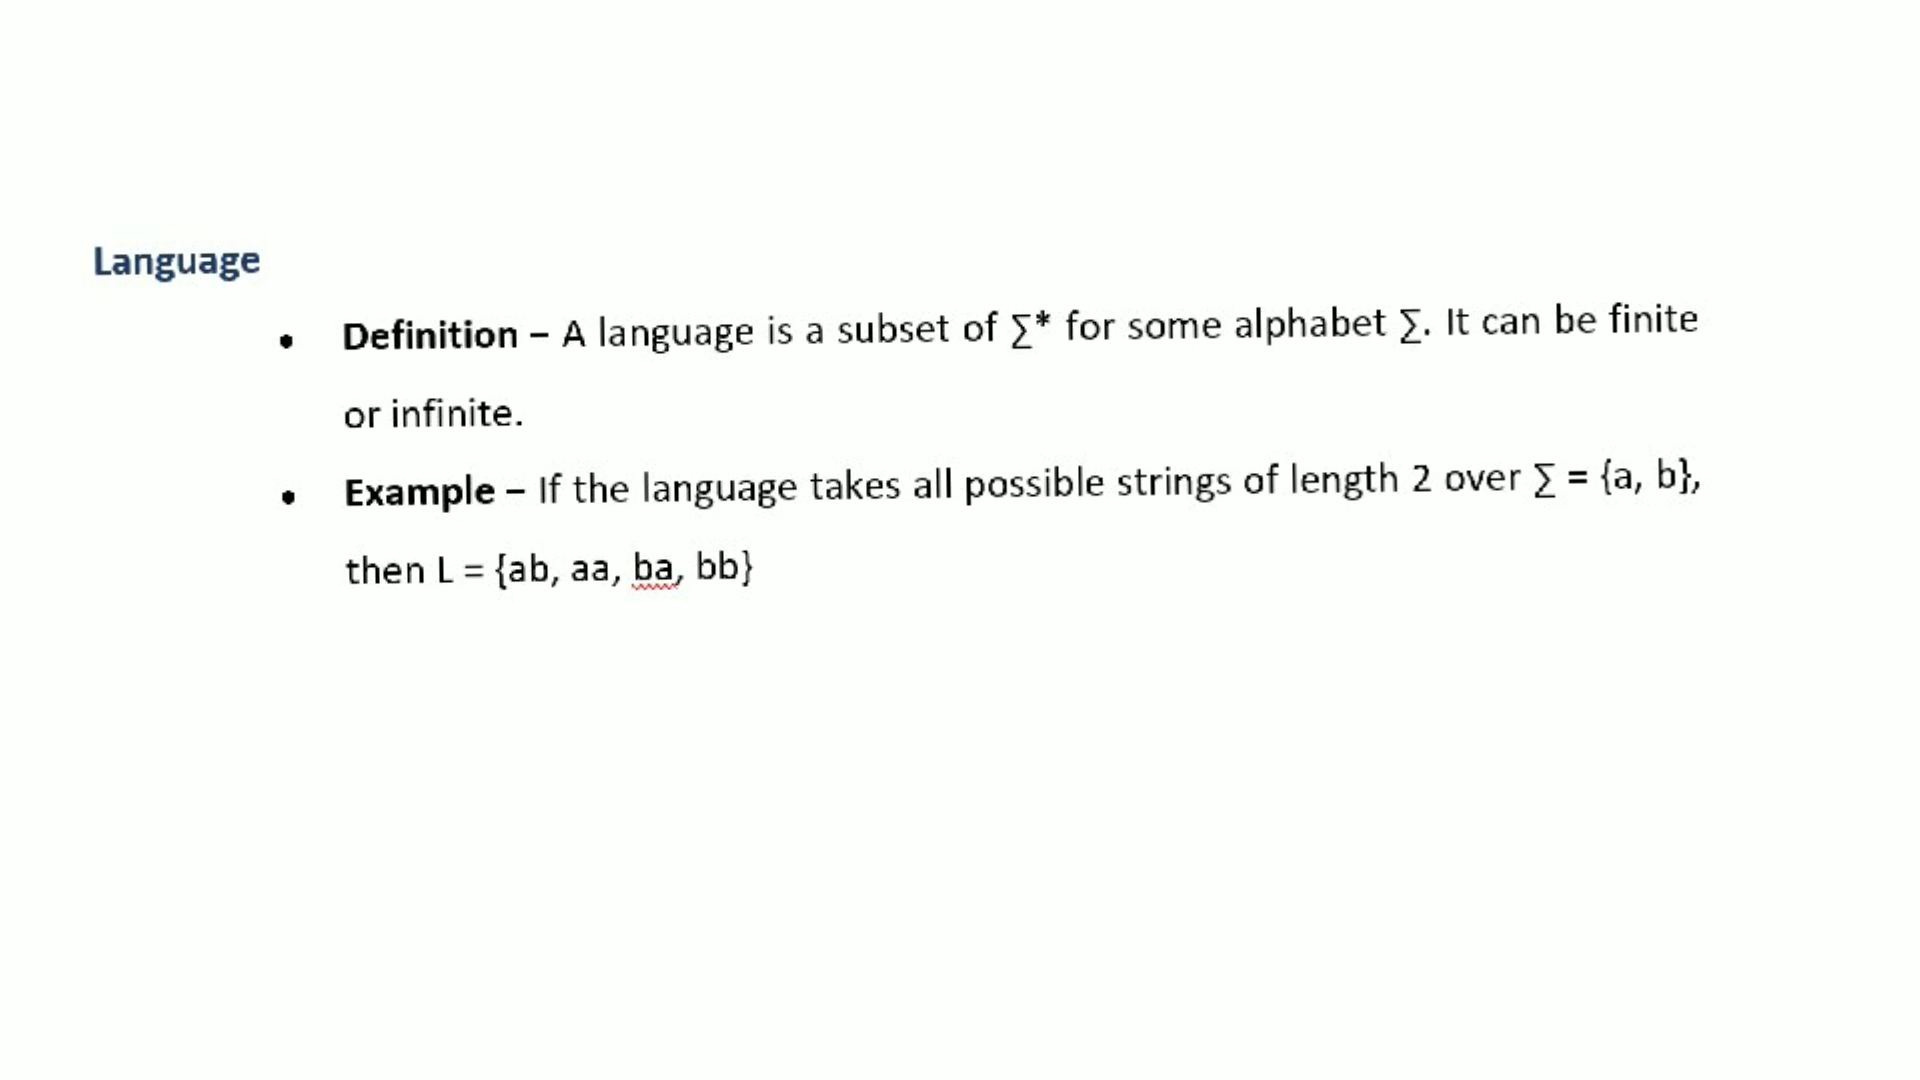 Language
• Definition – A language is a subset of ∑* for some alphabet ∑. It can be finite
or infinite.
• Example – If the language takes all possible strings of length 2 over ∑ = {a, b},
then L = {ab, aa, ba, bb}